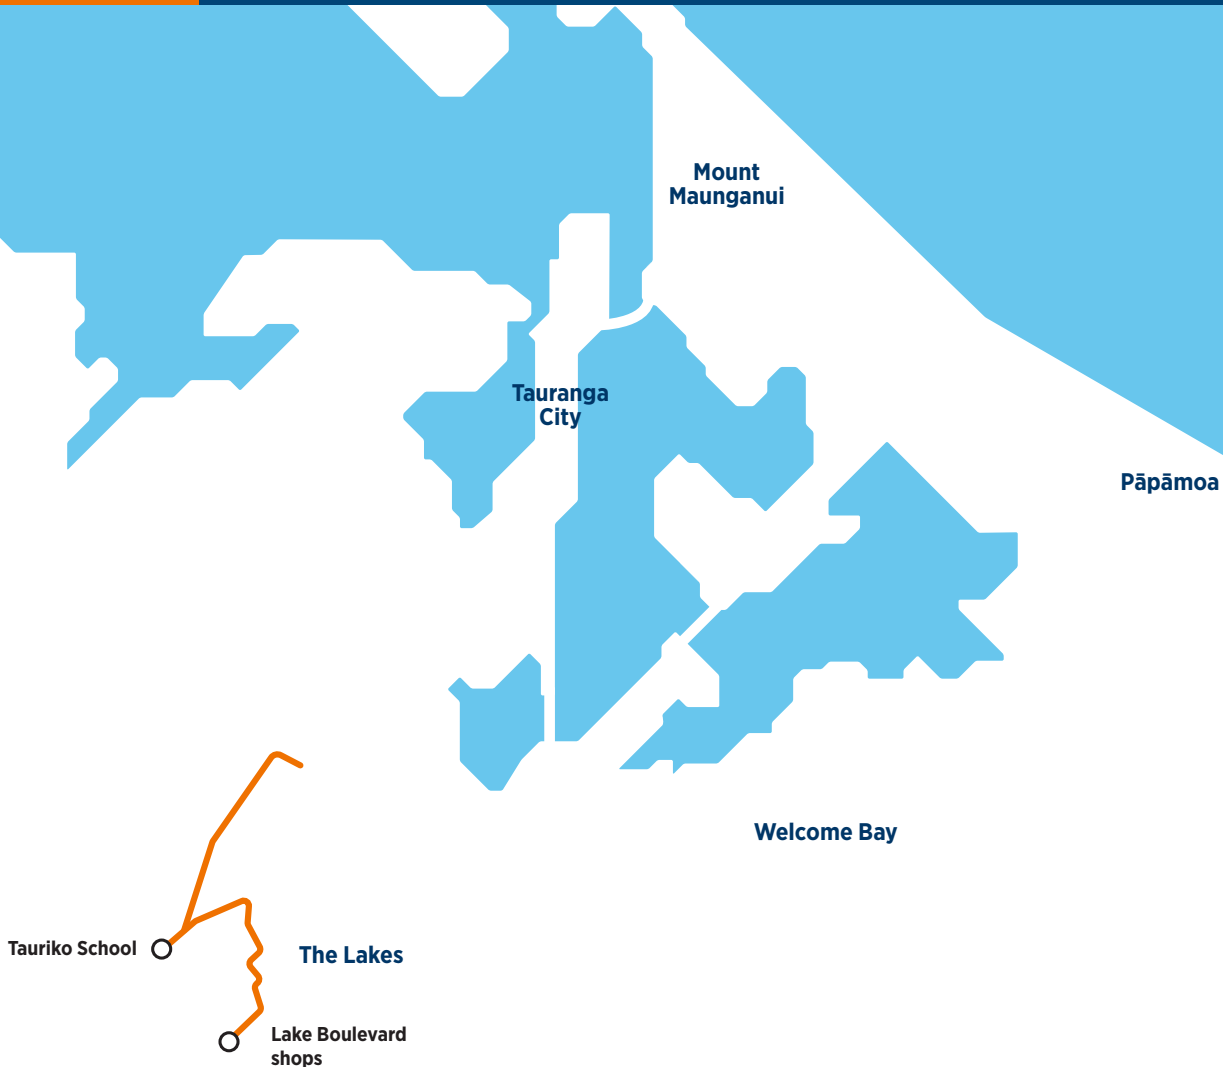 Mount
Maunganui
Tauranga
City
Pāpāmoa
Welcome Bay
Tauriko School
The Lakes
Lake Boulevard
shops